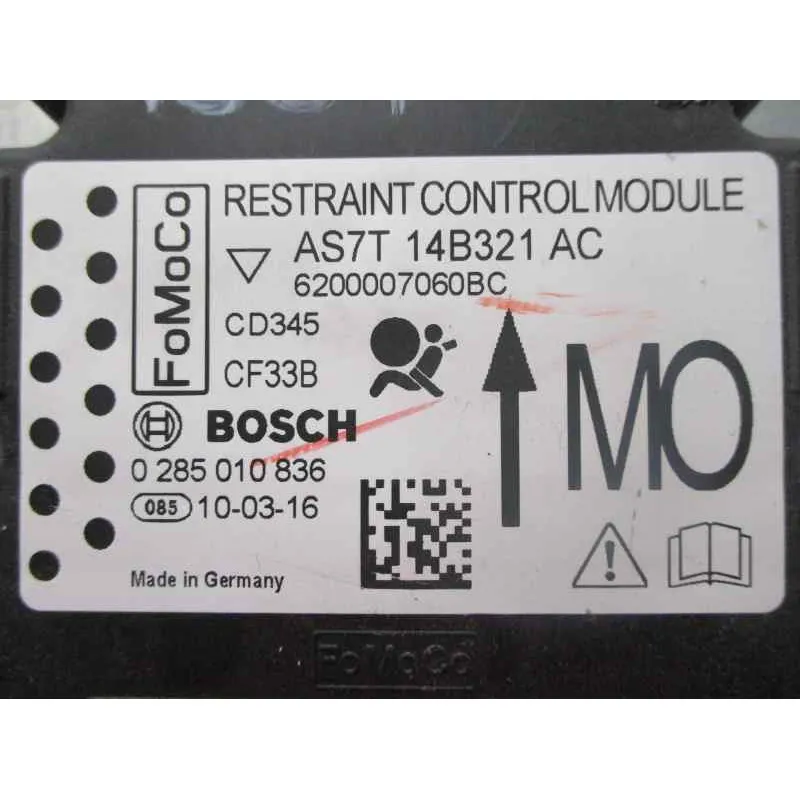 RESTRAINT CONTROL MODULE
FoMoCo
AS7T 14B321 AC
6200007060BC
CD345
CF33B
MO
BOSCH
0 285 010 836
085 10-03-16
Made in Germany
FoMoCo